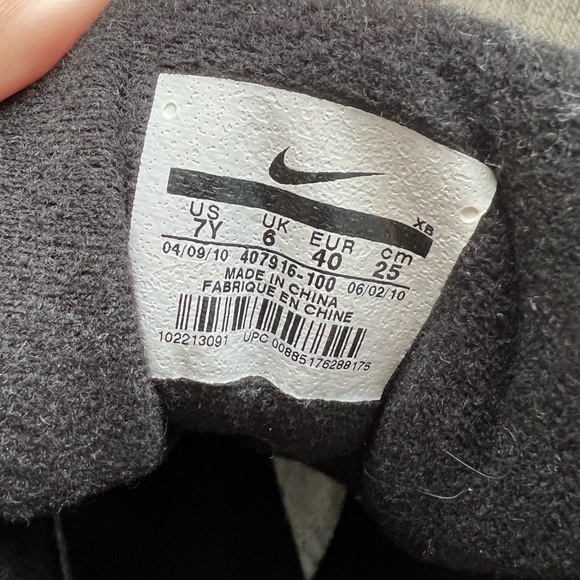 XB
US UK EUR cm
7Y 6 40 25
04/09/10 407916-100 06/02/10
MADE IN CHINA
FABRIQUE EN CHINE
102213091 UPC 00885176288175